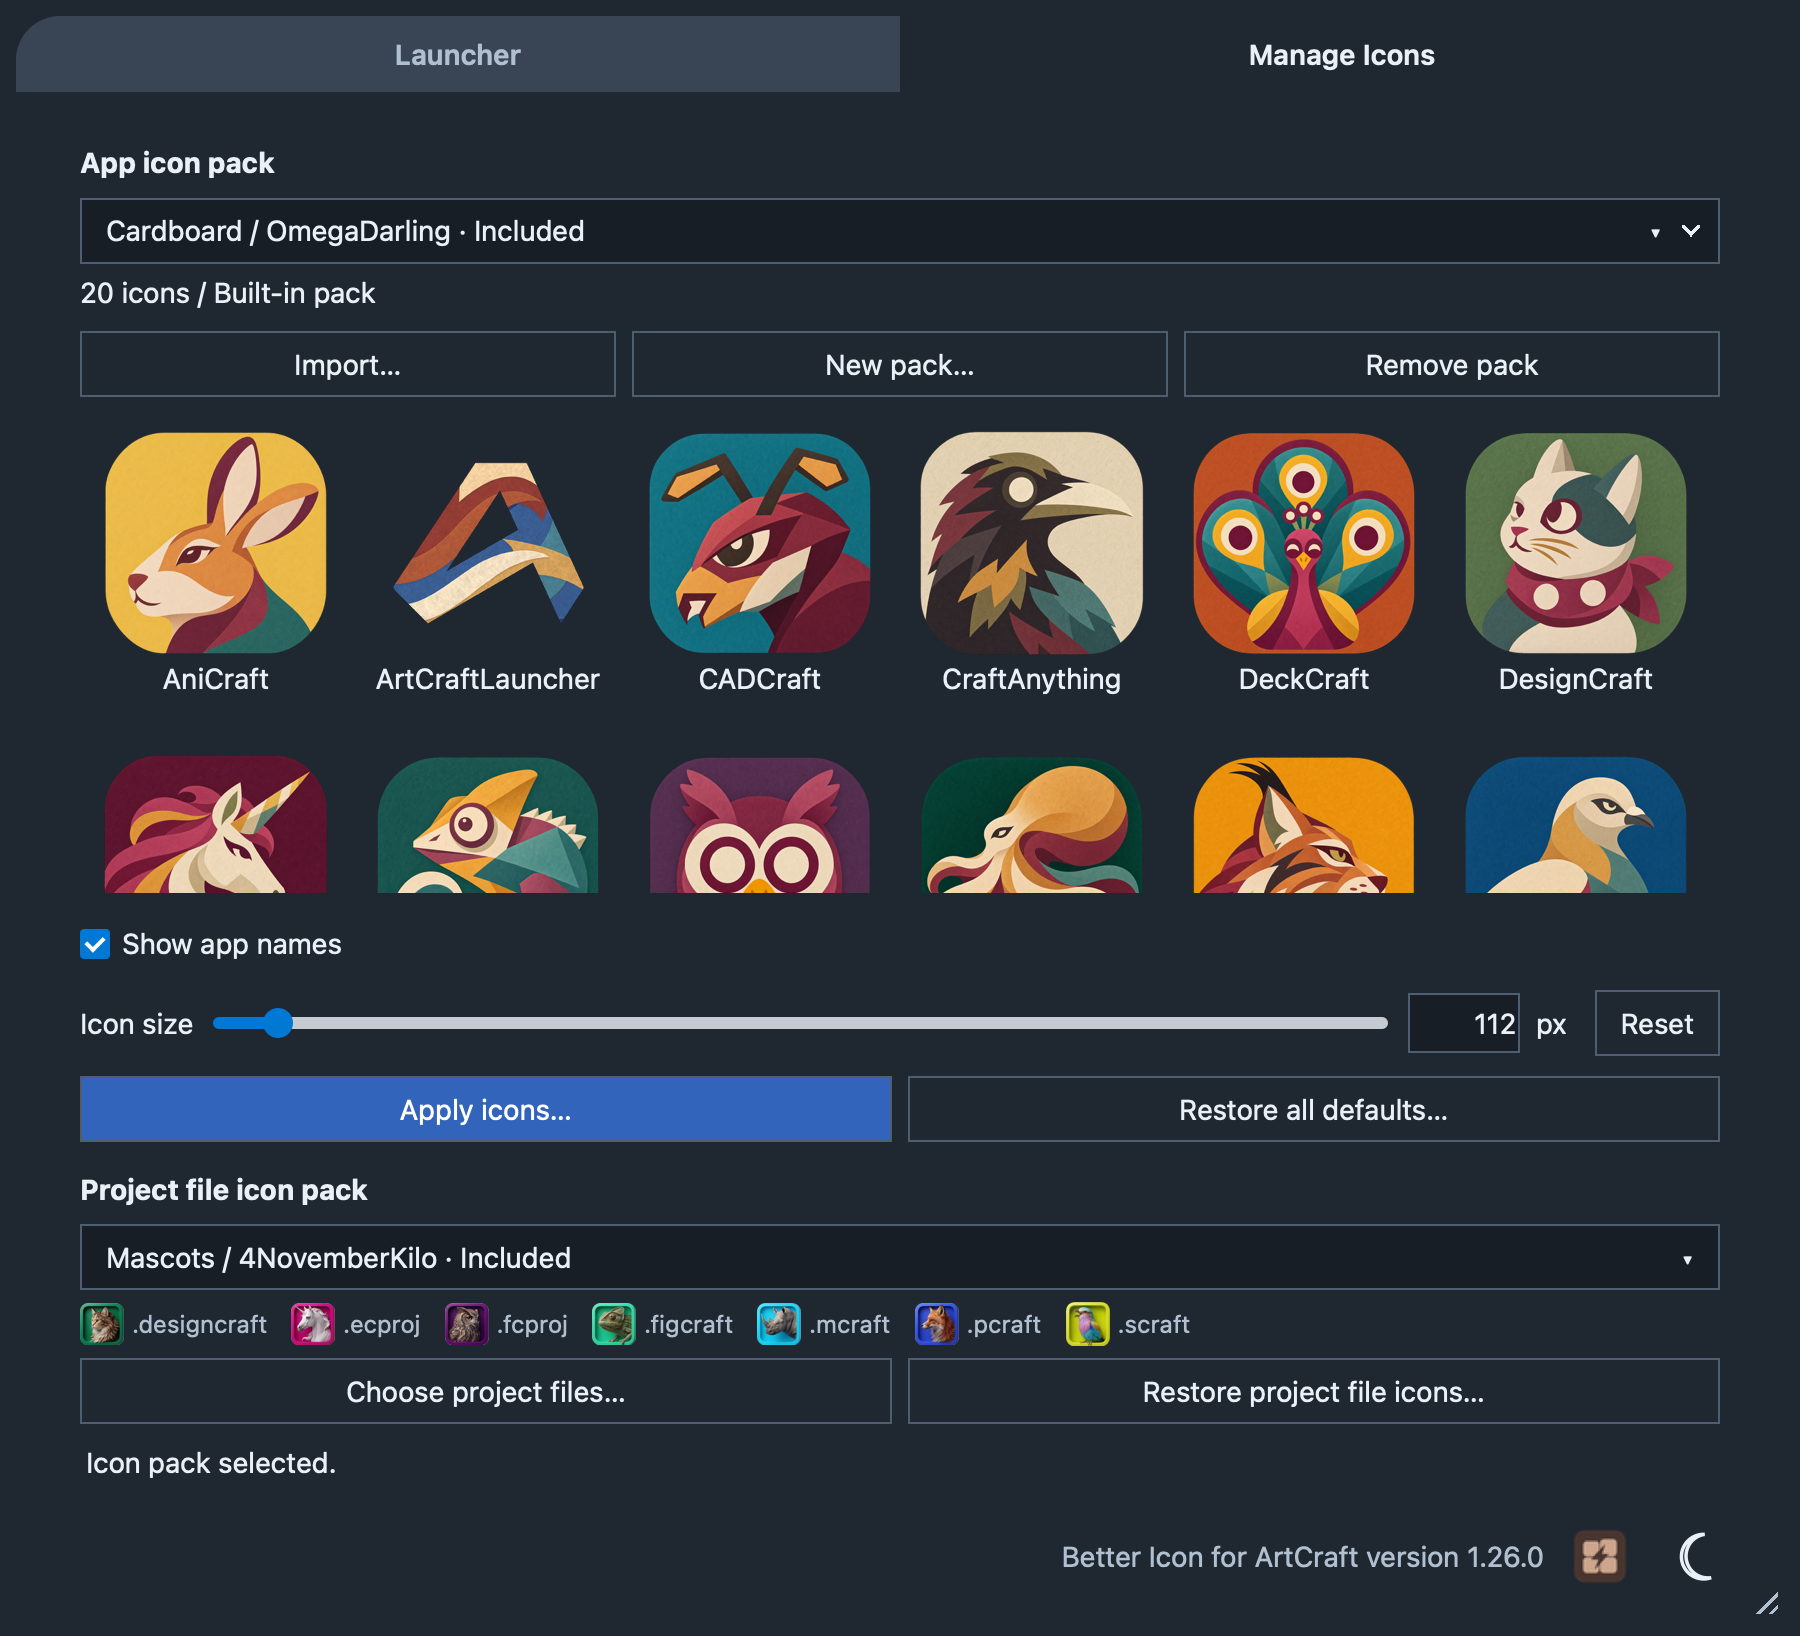 Launcher
Manage Icons
App icon pack
Cardboard / OmegaDarling · Included
20 icons / Built-in pack
Import...
New pack...
Remove pack
AniCraft
ArtCraftLauncher
CADCraft
CraftAnything
DeckCraft
DesignCraft
Show app names
Icon size
112
px
Reset
Apply icons...
Restore all defaults...
Project file icon pack
Mascots / 4NovemberKilo · Included
.designcraft
.ecproj
.fcproj
.figcraft
.mcraft
.pcraft
.scraft
Choose project files...
Restore project file icons...
Icon pack selected.
Better Icon for ArtCraft version 1.26.0